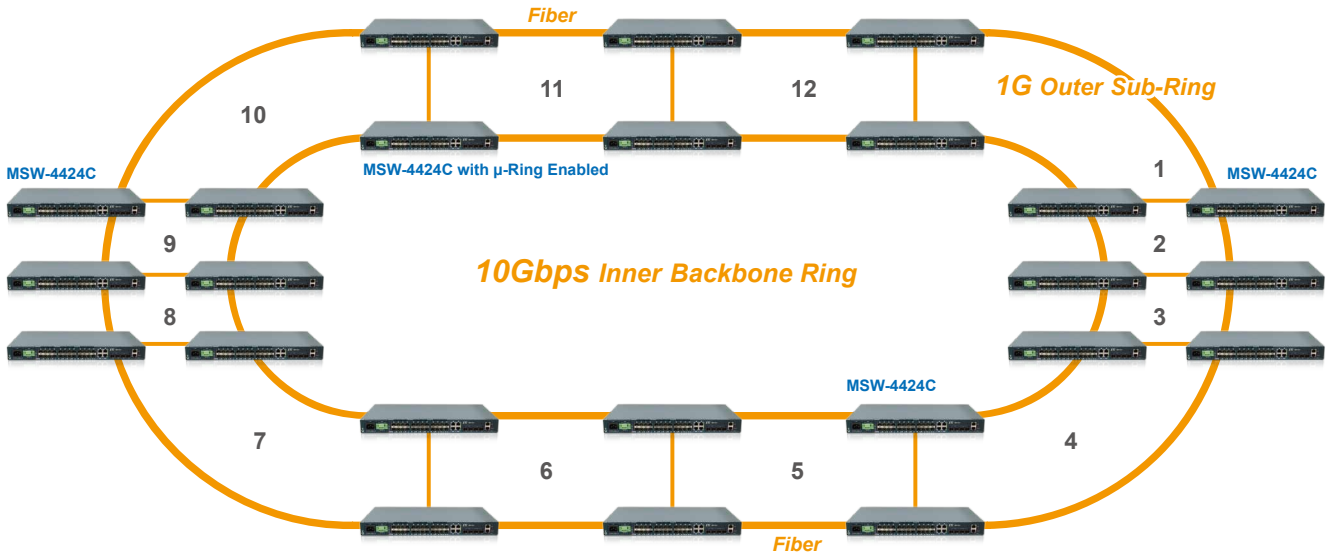 Fiber
1G Outer Sub-Ring
11
12
10
MSW-4424C with µ-Ring Enabled
MSW-4424C
1
MSW-4424C
9
2
10Gbps Inner Backbone Ring
8
3
MSW-4424C
7
6
5
4
Fiber